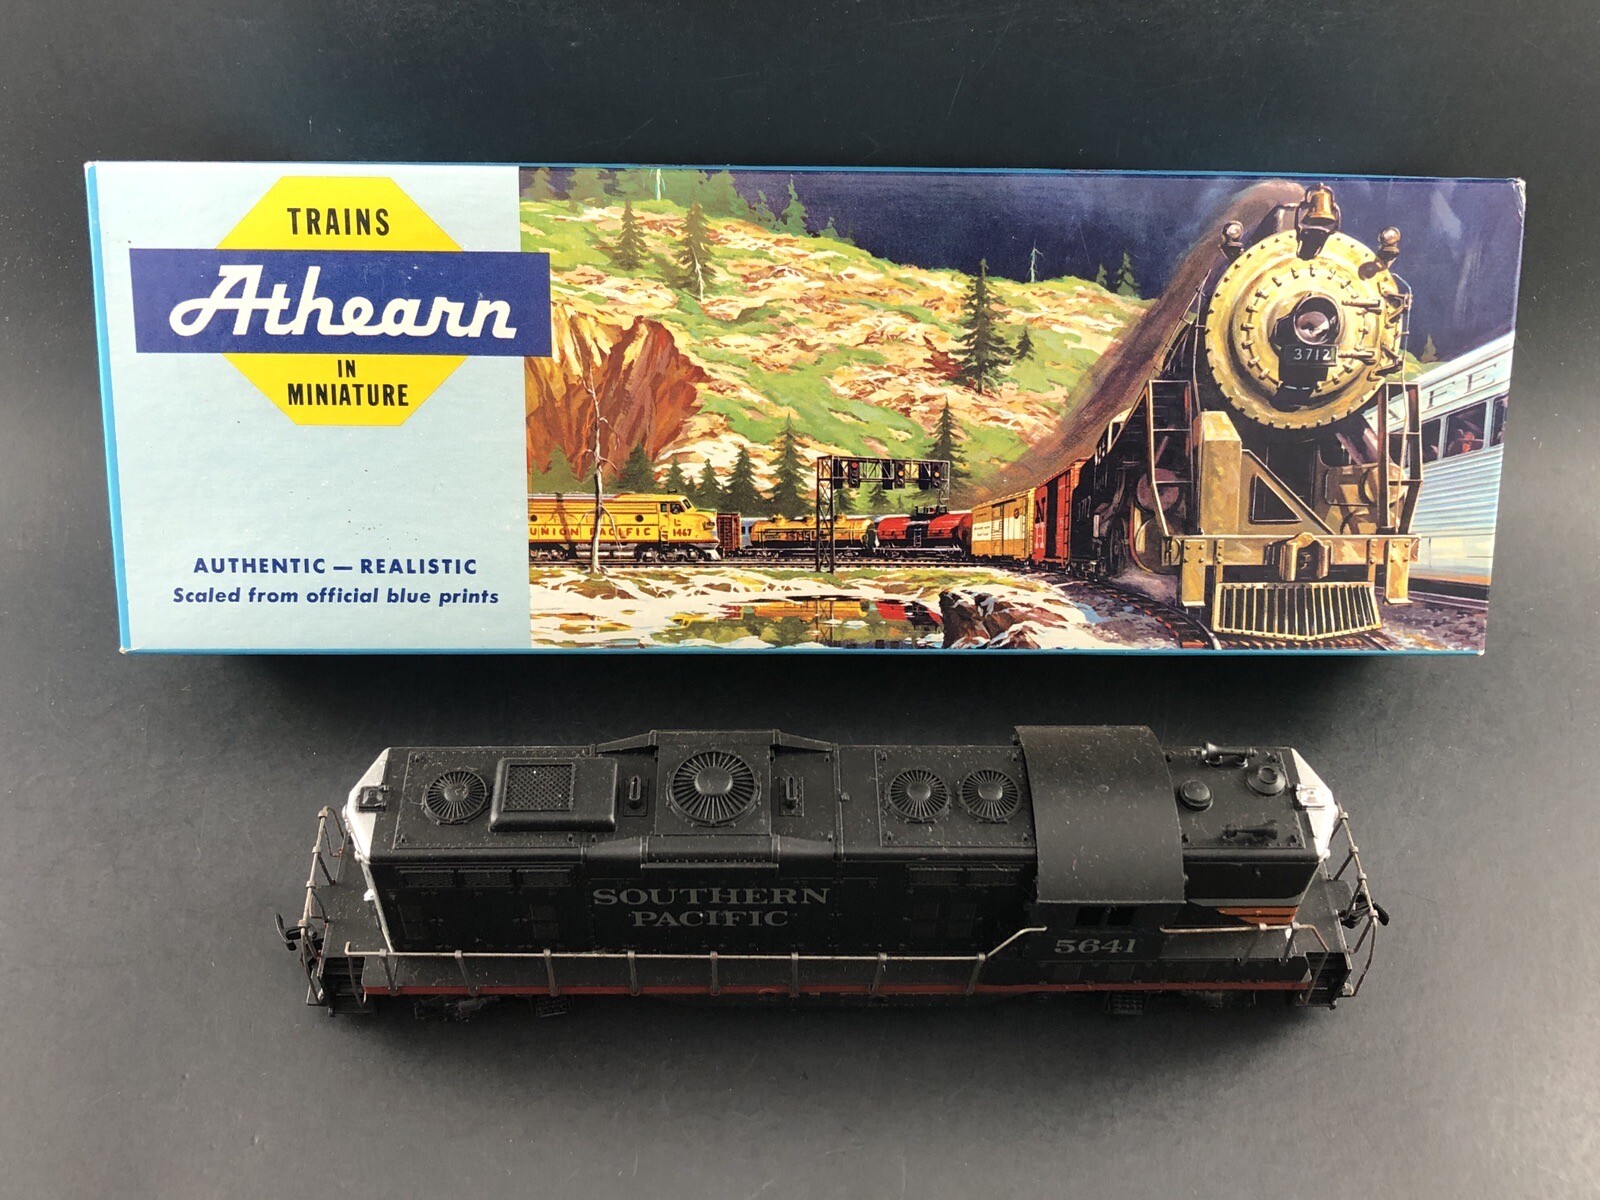 TRAINS
Athearn
IN
MINIATURE
AUTHENTIC — REALISTIC
Scaled from official blue prints
UNION PACIFIC 1467
3712
SOUTHERN
PACIFIC
5641